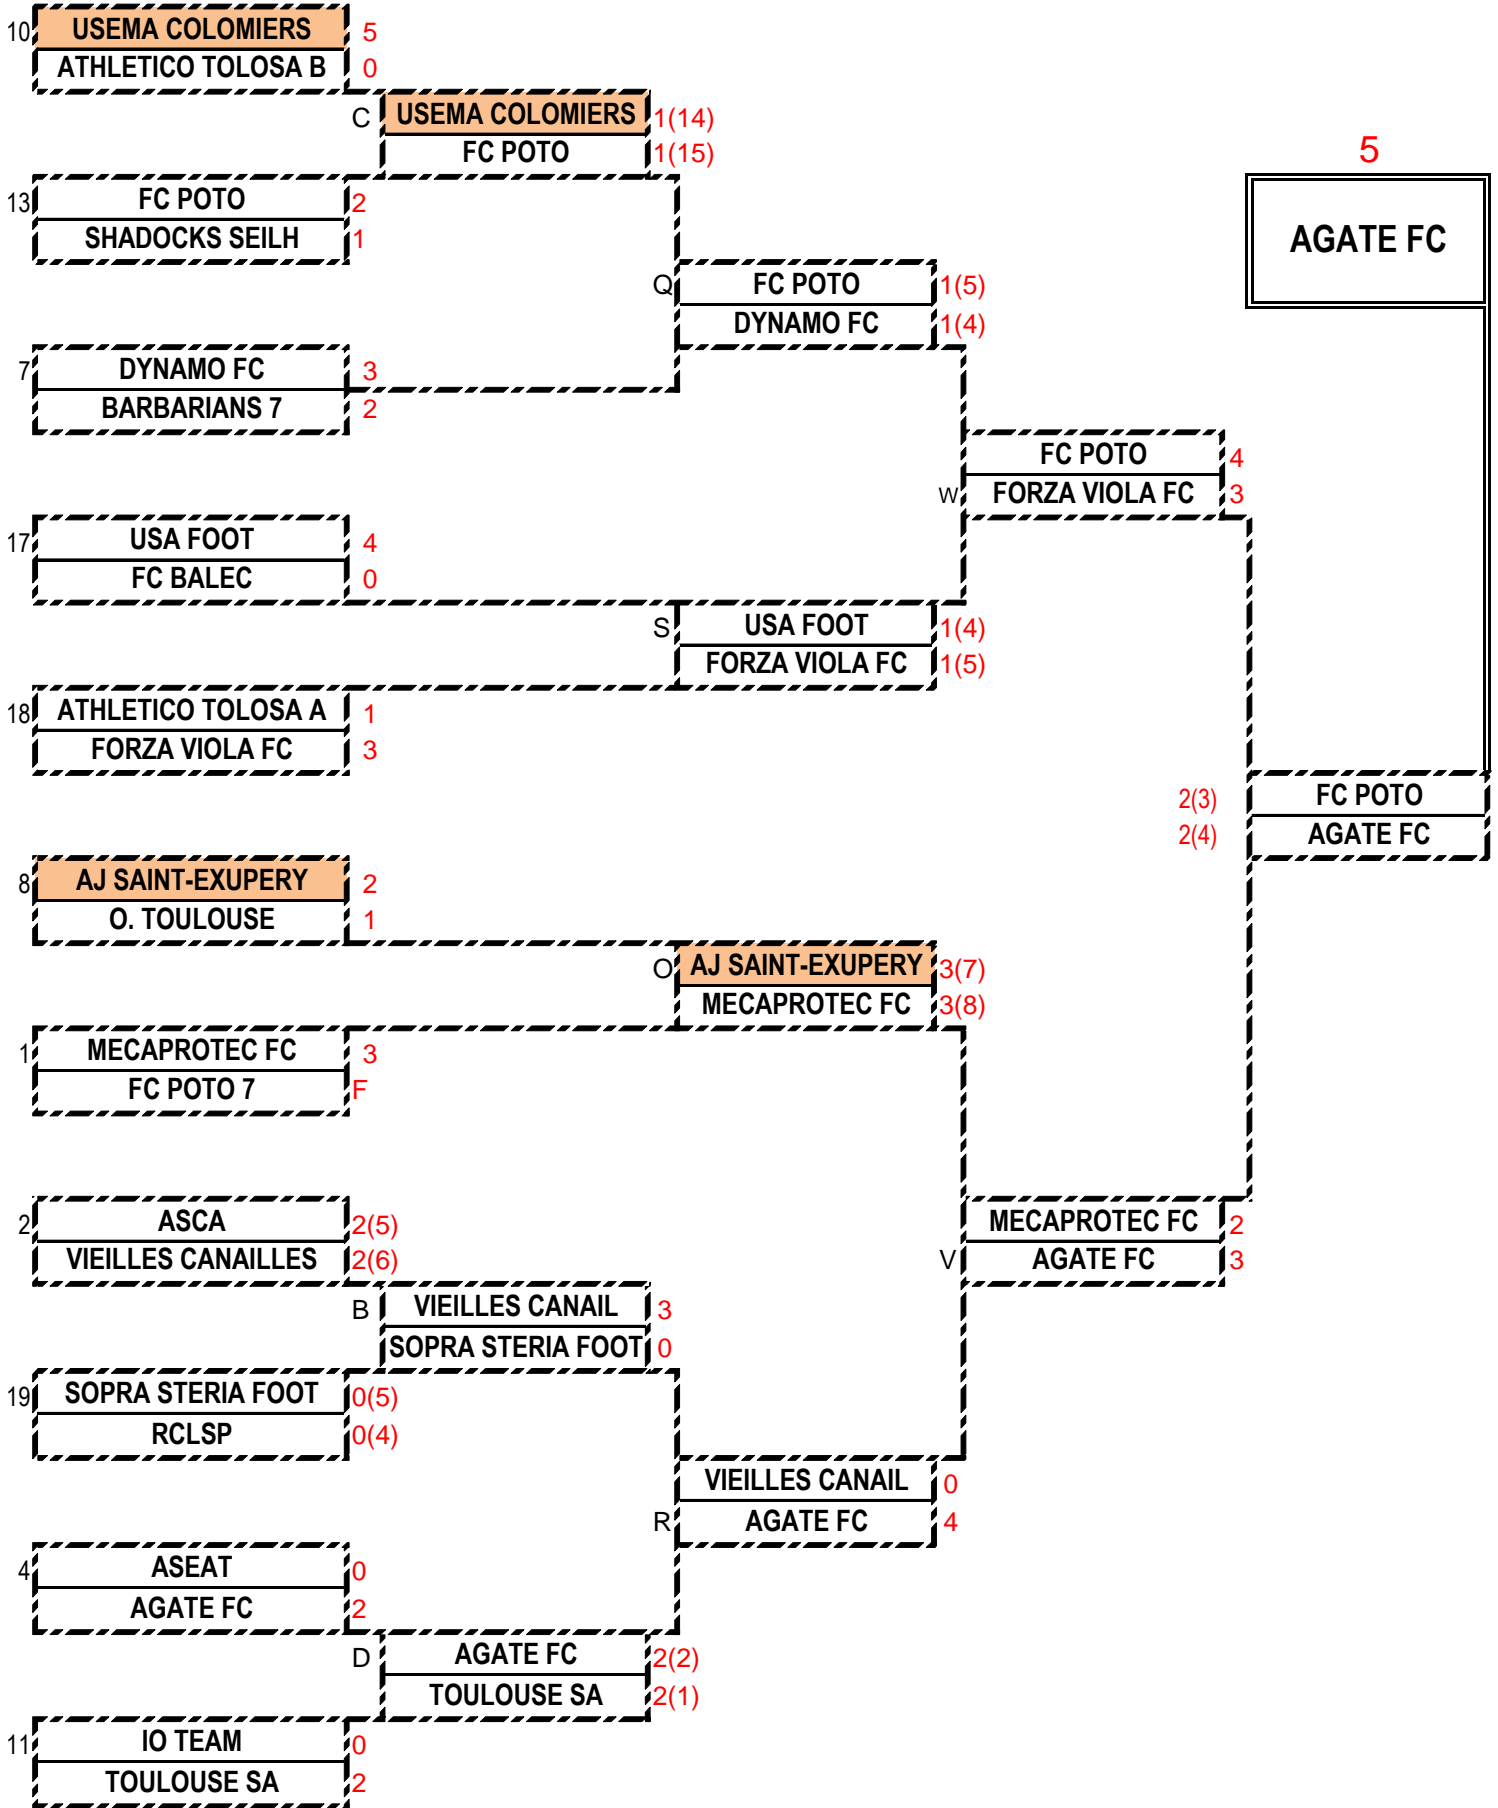 10 USEMA COLOMIERS 5
ATHLETICO TOLOSA B 0
C USEMA COLOMIERS 1(14)
FC POTO 1(15)
13 FC POTO 2
SHADOCKS SEILH 1
5
AGATE FC
Q FC POTO 1(5)
DYNAMO FC 1(4)
7 DYNAMO FC 3
BARBARIANS 7 2
FC POTO 4
W FORZA VIOLA FC 3
17 USA FOOT 4
FC BALEC 0
S USA FOOT 1(4)
FORZA VIOLA FC 1(5)
18 ATHLETICO TOLOSA A 1
FORZA VIOLA FC 3
2(3) FC POTO
2(4) AGATE FC
8 AJ SAINT-EXUPERY 2
O. TOULOUSE 1
O AJ SAINT-EXUPERY 3(7)
MECAPROTEC FC 3(8)
1 MECAPROTEC FC 3
FC POTO 7 F
2 ASCA 2(5)
VIEILLES CANAILLES 2(6)
MECAPROTEC FC 2
V AGATE FC 3
B VIEILLES CANAIL 3
SOPRA STERIA FOOT 0
19 SOPRA STERIA FOOT 0(5)
RCLSP 0(4)
VIEILLES CANAIL 0
R AGATE FC 4
4 ASEAT 0
AGATE FC 2
D AGATE FC 2(2)
TOULOUSE SA 2(1)
11 IO TEAM 0
TOULOUSE SA 2